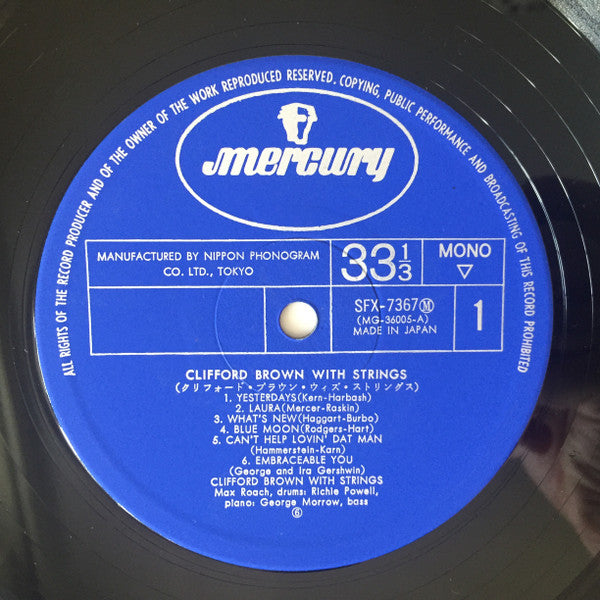 ALL RIGHTS OF THE RECORD PRODUCER AND OF THE OWNER OF THE WORK REPRODUCED RESERVED. COPYING, PUBLIC PERFORMANCE AND BROADCASTING OF THIS RECORD PROHIBITED
mercury
MANUFACTURED BY NIPPON PHONOGRAM
CO. LTD., TOKYO
33 1/3
MONO
▽
SFX-7367Ⓜ
(MG-36005-A)
MADE IN JAPAN
1
CLIFFORD BROWN WITH STRINGS
(クリフォード・ブラウン・ウィズ・ストリングス)
1. YESTERDAYS(Kern-Harbash)
2. LAURA(Mercer-Raskin)
3. WHAT'S NEW(Haggart-Burbo)
4. BLUE MOON(Rodgers-Hart)
5. CAN'T HELP LOVIN' DAT MAN
(Hammerstein-Karn)
6. EMBRACEABLE YOU
(George and Ira Gershwin)
CLIFFORD BROWN WITH STRINGS
Max Roach, drums: Richie Powell,
piano: George Morrow, bass
⑥